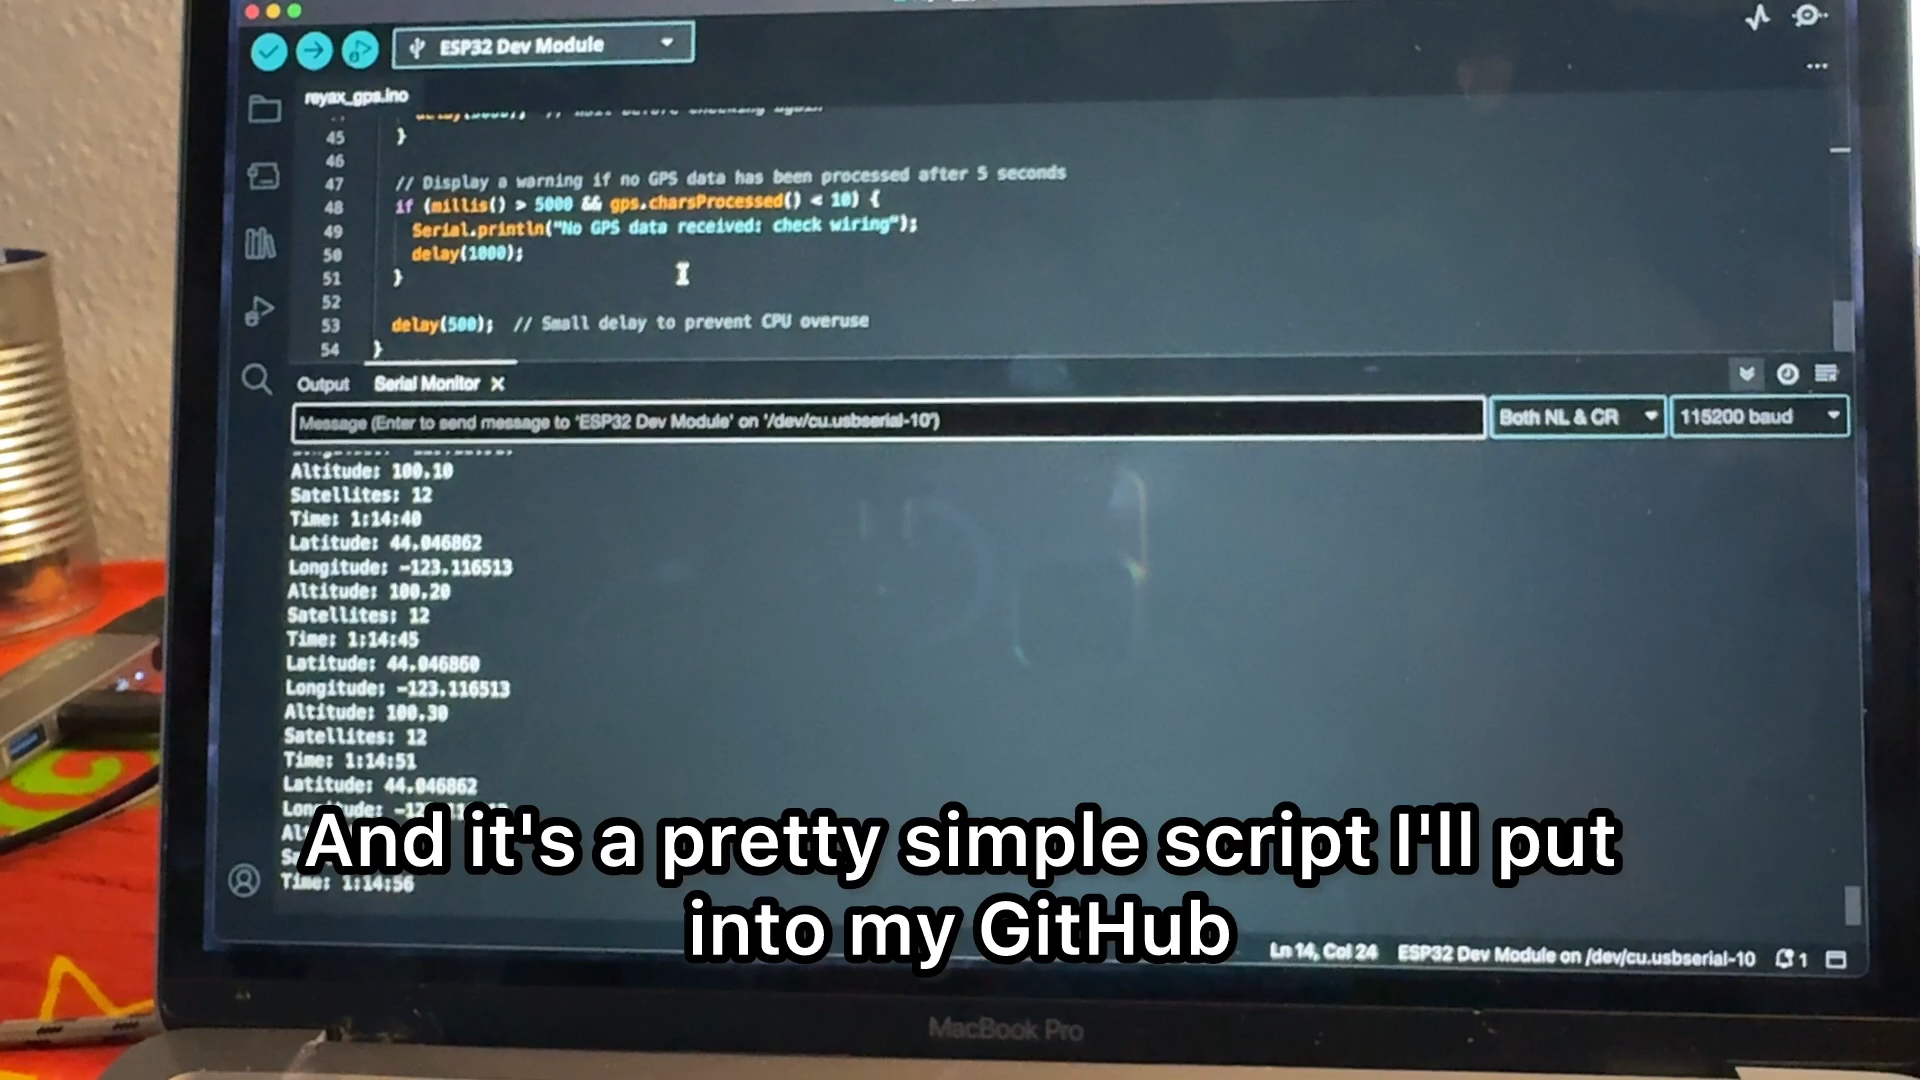 ESP32 Dev Module
reyax_gps.ino
45 }
46
47 // Display a warning if no GPS data has been processed after 5 seconds
48 if (millis() > 5000 && gps.charsProcessed() < 10) {
49 Serial.println("No GPS data received: check wiring");
50 delay(1000);
51 }
52
53 delay(500); // Small delay to prevent CPU overuse
54 }
Output Serial Monitor X
Message (Enter to send message to 'ESP32 Dev Module' on '/dev/cu.usbserial-10') Both NL & CR 115200 baud
Altitude: 100.10
Satellites: 12
Time: 1:14:40
Latitude: 44.046862
Longitude: -123.116513
Altitude: 100.20
Satellites: 12
Time: 1:14:45
Latitude: 44.046860
Longitude: -123.116513
Altitude: 100.30
Satellites: 12
Time: 1:14:51
Latitude: 44.046862
Time: 1:14:56
And it's a pretty simple script I'll put
into my GitHub
Ln 14, Col 24 ESP32 Dev Module on /dev/cu.usbserial-10 1
MacBook Pro